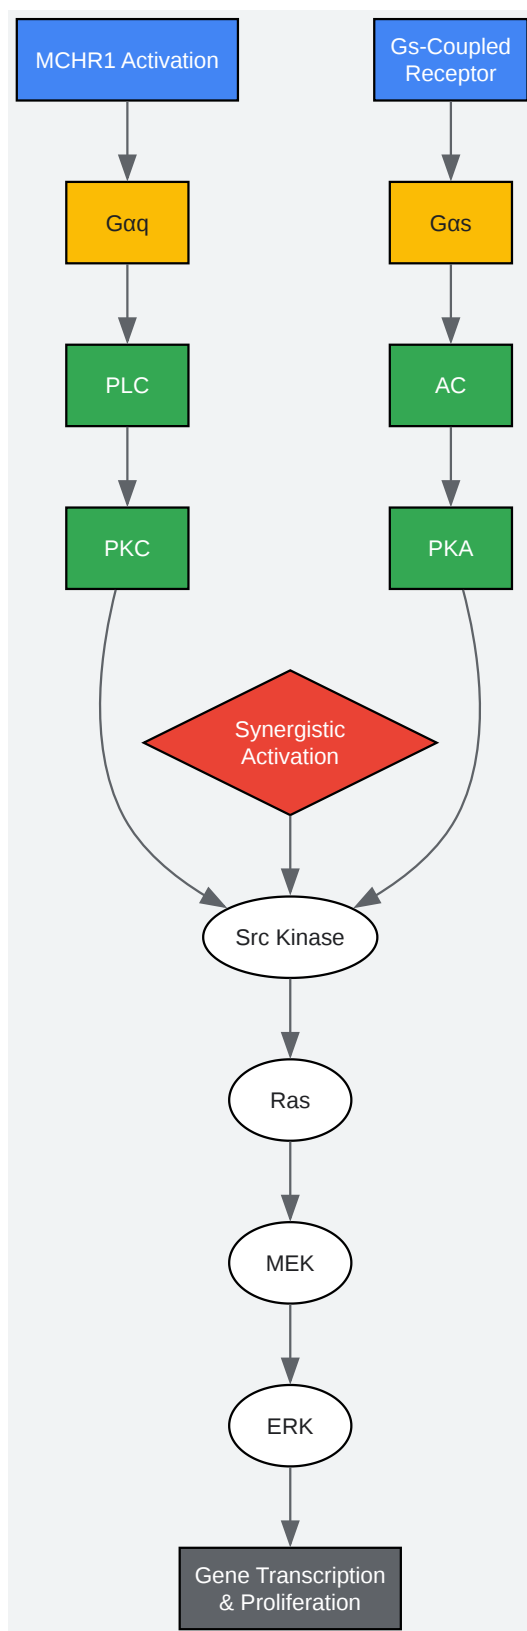 MCHR1 Activation
Gs-Coupled
Receptor
Gαq
Gαs
PLC
AC
PKC
PKA
Synergistic
Activation
Src Kinase
Ras
MEK
ERK
Gene Transcription
& Proliferation